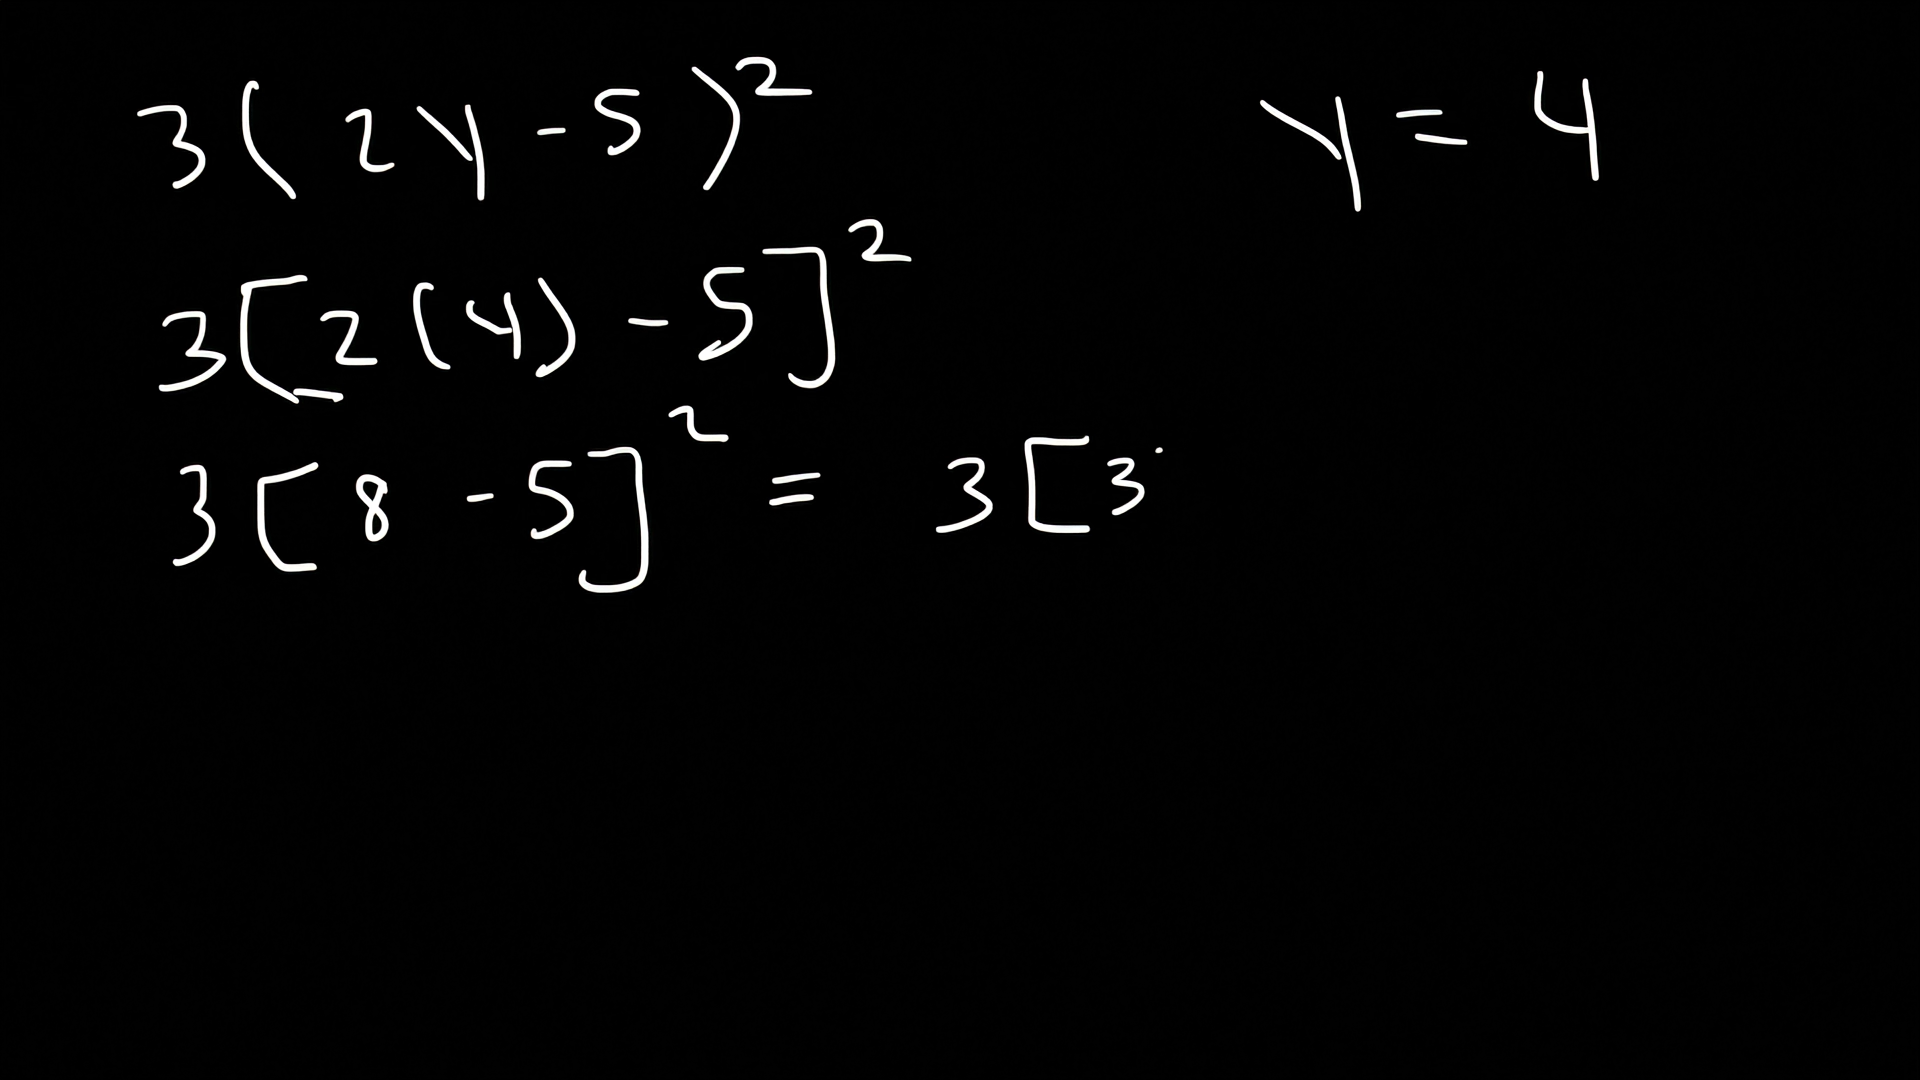 3(2y-5)² y=4
3[2(4)-5]²
3[8-5]² = 3[3